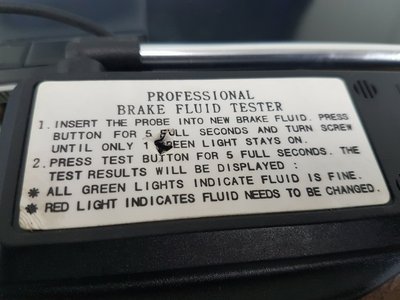 PROFESSIONAL
BRAKE FLUID TESTER
1. INSERT THE PROBE INTO NEW BRAKE FLUID. PRESS
BUTTON FOR 5 FULL SECONDS AND TURN SCREW
UNTIL ONLY 1 GREEN LIGHT STAYS ON.
2. PRESS TEST BUTTON FOR 5 FULL SECONDS. THE
TEST RESULTS WILL BE DISPLAYED :
* ALL GREEN LIGHTS INDICATE FLUID IS FINE.
* RED LIGHT INDICATES FLUID NEEDS TO BE CHANGED.